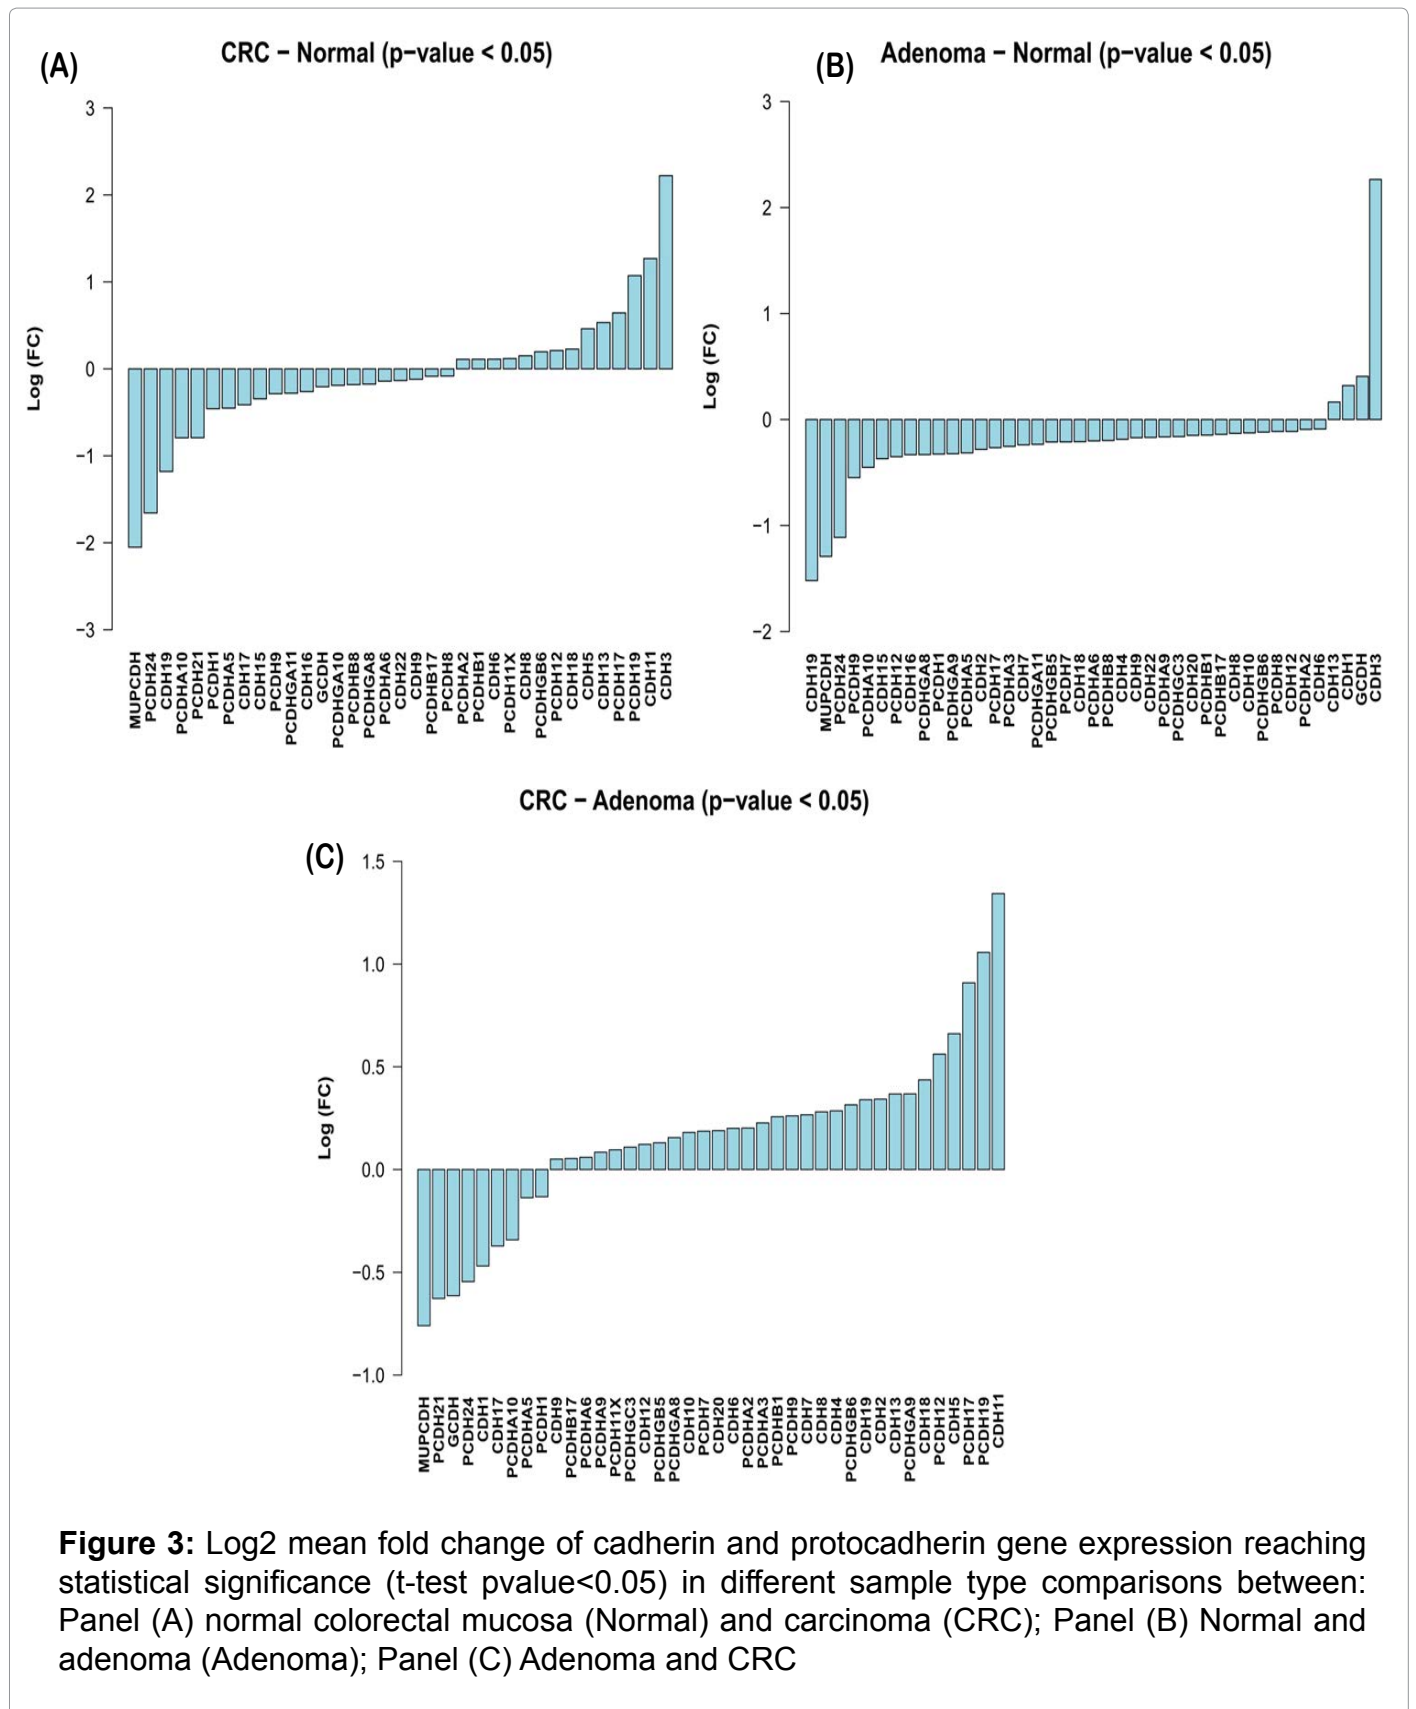 (A)
CRC − Normal (p−value < 0.05)
3
2
1
0
−1
−2
−3
Log (FC)
MUPCDH
PCDH24
CDH19
PCDHA10
PCDH21
PCDH1
PCDHA5
CDH17
CDH15
PCDH9
PCDHGA11
CDH16
GCDH
PCDHGA10
PCDHB8
PCDHGA8
PCDHA6
CDH22
CDH9
PCDHB17
PCDH8
PCDHA2
PCDHB1
CDH6
PCDH11X
CDH8
PCDHGB6
PCDH12
CDH18
CDH5
CDH13
PCDH17
PCDH19
CDH11
CDH3
(B)
Adenoma − Normal (p−value < 0.05)
3
2
1
0
−1
−2
Log (FC)
CDH19
MUPCDH
PCDH24
PCDH9
PCDHA10
CDH15
PCDH12
CDH16
PCDHGA8
PCDH1
PCDHGA9
PCDHA5
CDH2
PCDH17
PCDHA3
CDH7
PCDHGA11
PCDHGB5
PCDH7
CDH18
PCDHA6
PCDHB8
CDH4
CDH9
CDH22
PCDHA9
PCDHGC3
CDH20
PCDHB1
PCDHB17
CDH8
CDH10
PCDHGB6
PCDH8
CDH12
PCDHA2
CDH6
CDH13
CDH1
GCDH
CDH3
CRC − Adenoma (p−value < 0.05)
(C)
1.5
1.0
0.5
0.0
−0.5
−1.0
Log (FC)
MUPCDH
PCDH21
GCDH
PCDH24
CDH1
CDH17
PCDHA10
PCDHA5
PCDH1
CDH9
PCDHB17
PCDHA6
PCDHA9
PCDH11X
PCDHGC3
CDH12
PCDHGB5
PCDHGA8
CDH10
PCDH7
CDH20
CDH6
PCDHA2
PCDHA3
PCDHB1
PCDH9
CDH7
CDH8
CDH4
PCDHGB6
CDH19
CDH2
CDH13
PCDHGA9
CDH18
PCDH12
CDH5
PCDH17
PCDH19
CDH11
Figure 3: Log2 mean fold change of cadherin and protocadherin gene expression reaching
statistical significance (t-test pvalue<0.05) in different sample type comparisons between:
Panel (A) normal colorectal mucosa (Normal) and carcinoma (CRC); Panel (B) Normal and
adenoma (Adenoma); Panel (C) Adenoma and CRC